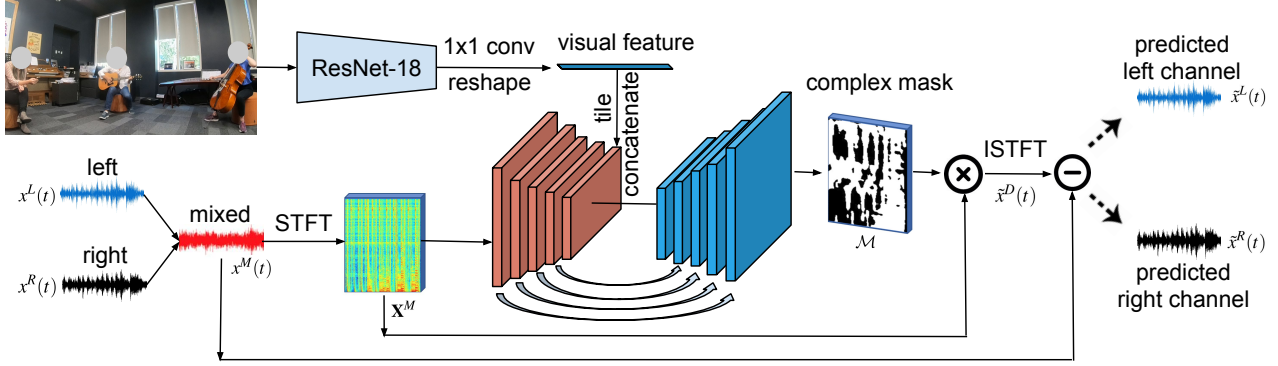 ResNet-18
1x1 conv
reshape
visual feature
tile
concatenate
complex mask
predicted
left channel
x̃^L(t)
left
x^L(t)
mixed
STFT
x^M(t)
right
x^R(t)
X^M
M
ISTFT
x̃^D(t)
x̃^R(t)
predicted
right channel